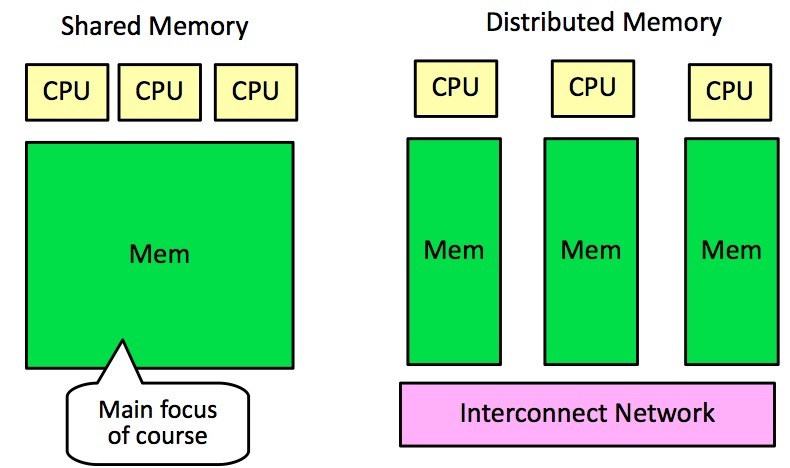 Shared Memory
CPU
CPU
CPU
Mem
Main focus
of course
Distributed Memory
CPU
CPU
CPU
Mem
Mem
Mem
Interconnect Network